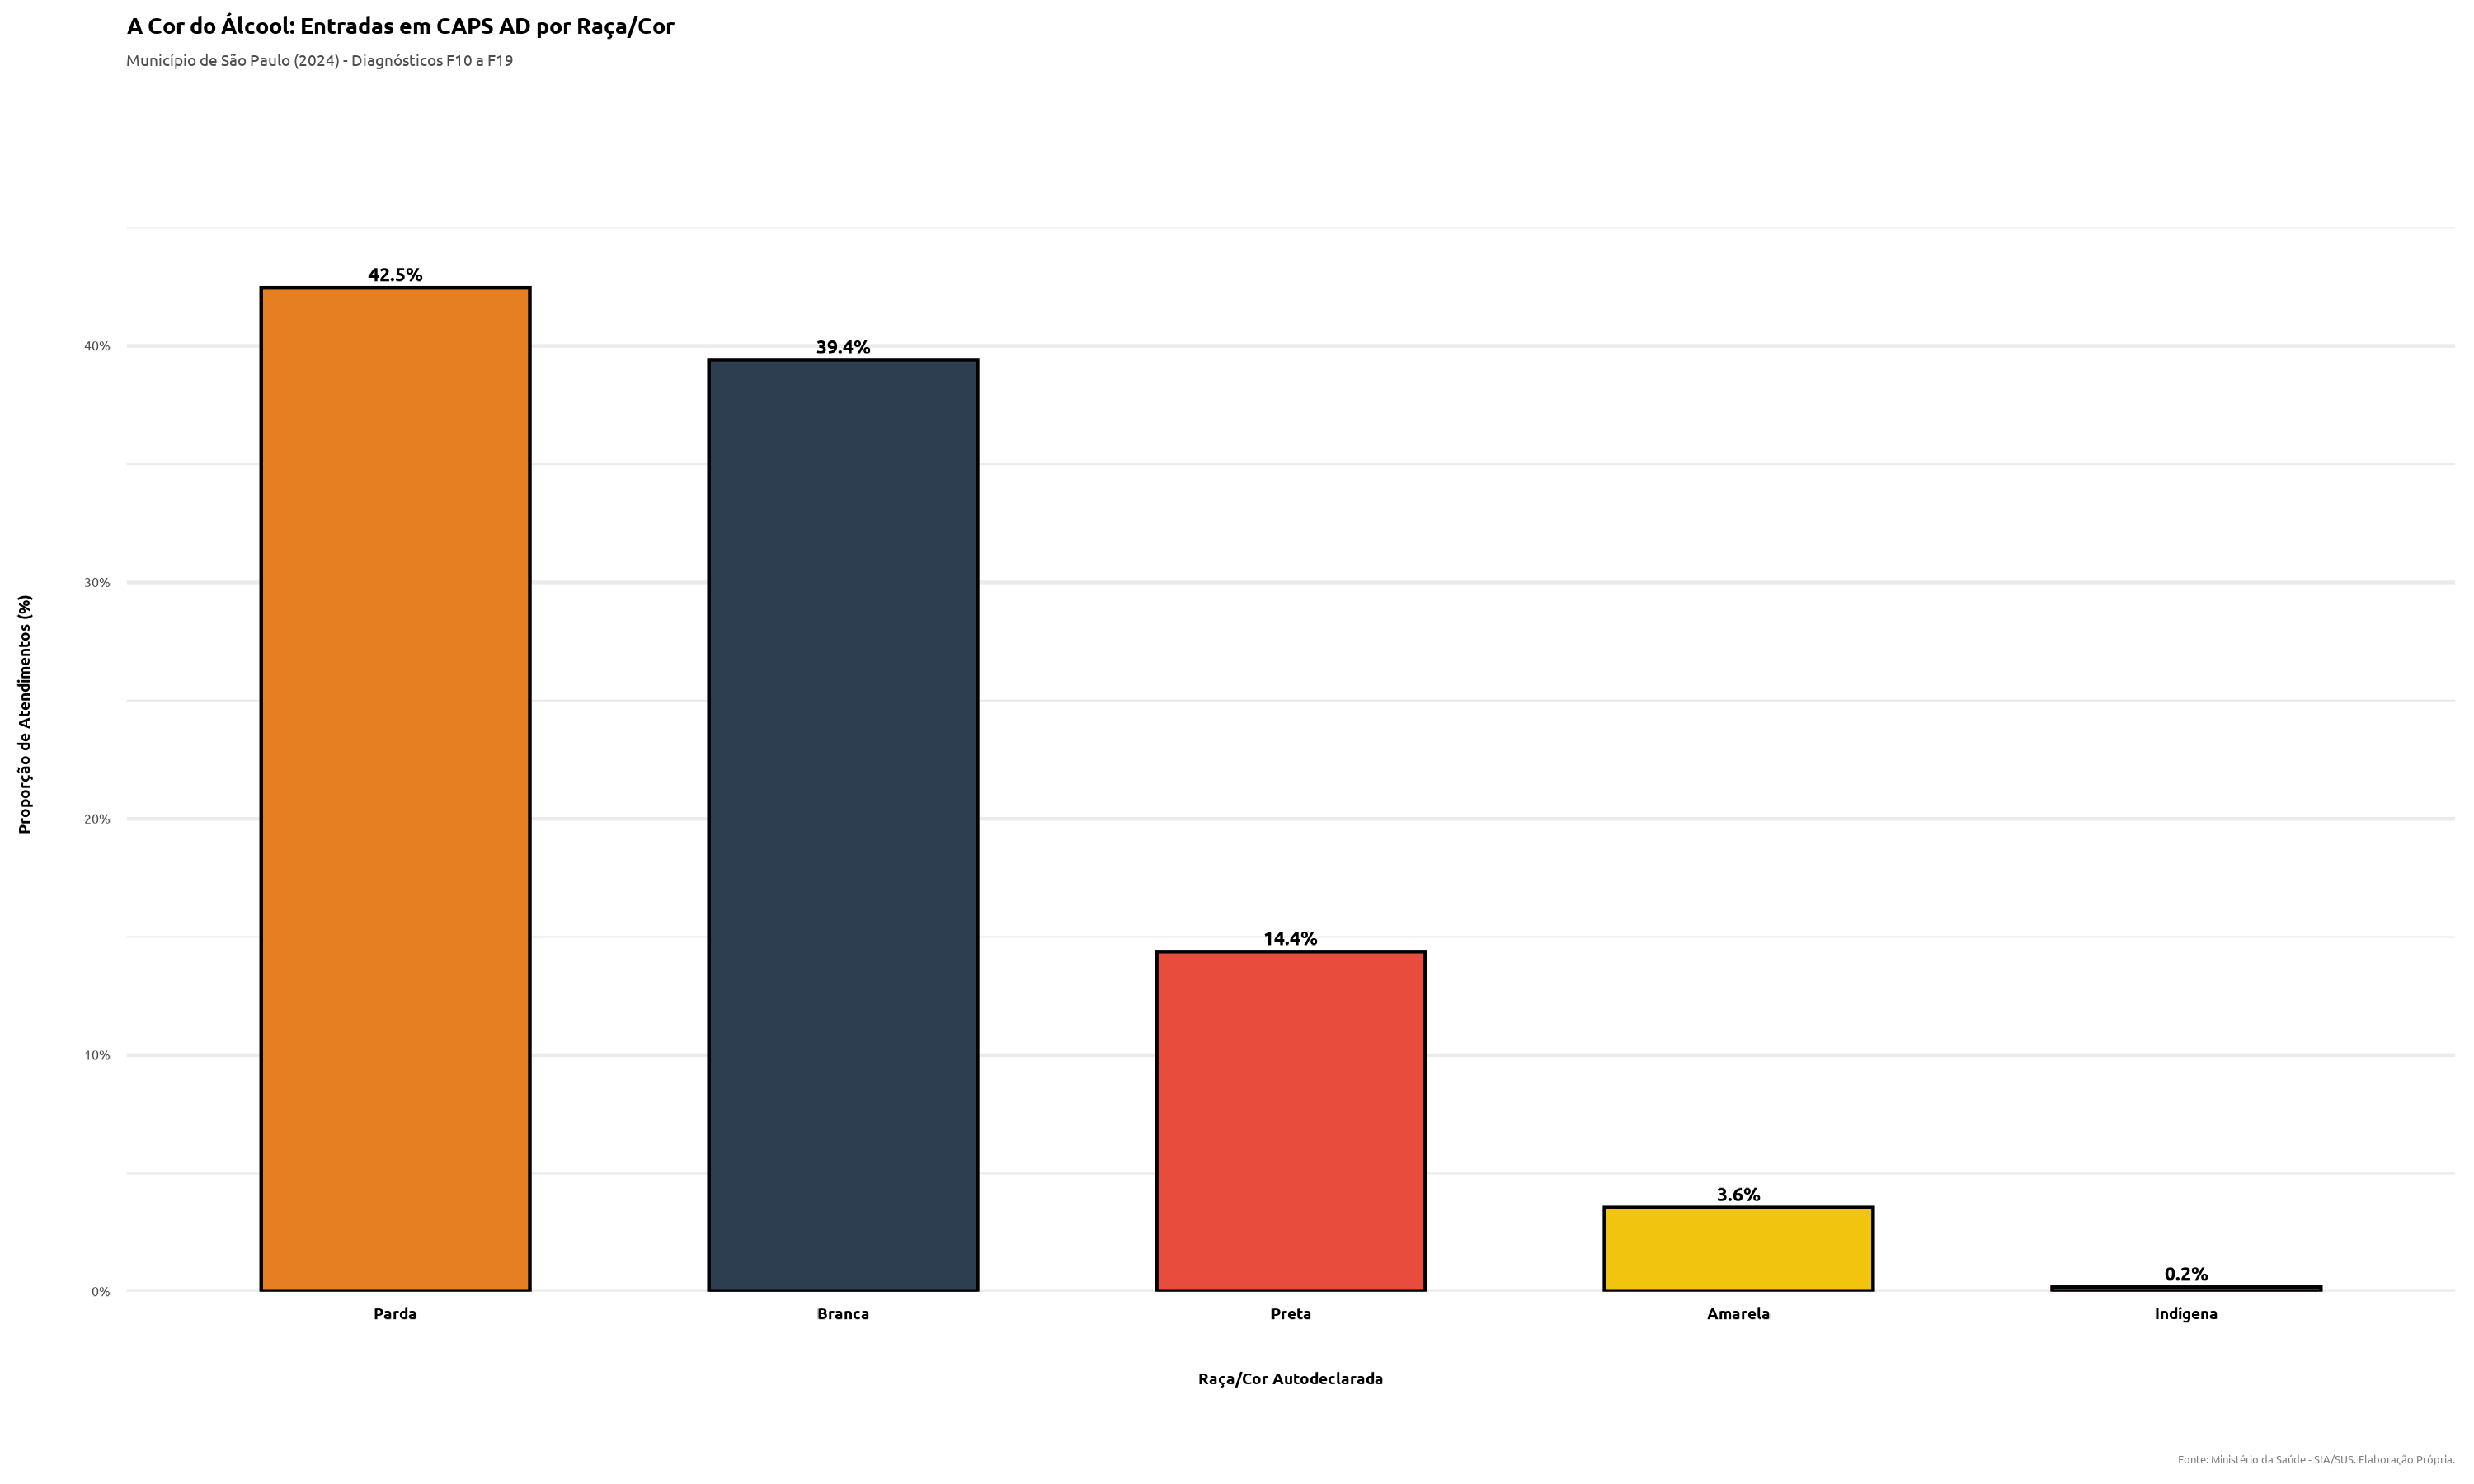 A Cor do Álcool: Entradas em CAPS AD por Raça/Cor
Município de São Paulo (2024) - Diagnósticos F10 a F19
Proporção de Atendimentos (%)
40%
30%
20%
10%
0%
42.5%
39.4%
14.4%
3.6%
0.2%
Parda
Branca
Preta
Amarela
Indígena
Raça/Cor Autodeclarada
Fonte: Ministério da Saúde - SIA/SUS. Elaboração Própria.